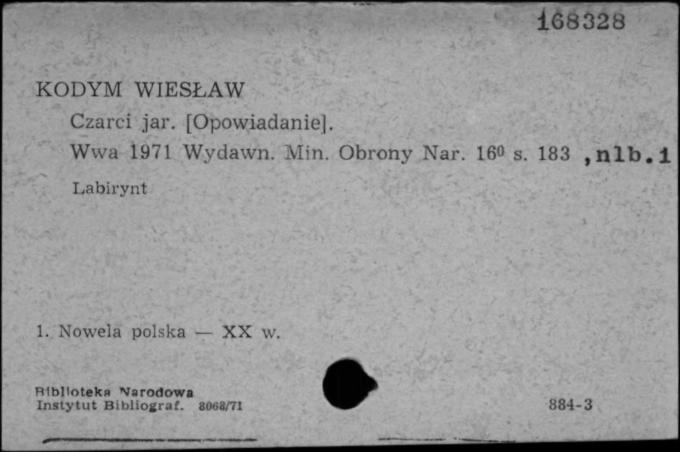 168328
KODYM WIESŁAW
Czarci jar. [Opowiadanie].
Wwa 1971 Wydawn. Min. Obrony Nar. 16⁰ s. 183 ,nlb.1
Labirynt
1. Nowela polska — XX w.
Biblioteka Narodowa
Instytut Bibliograf. 8068/71
884-3